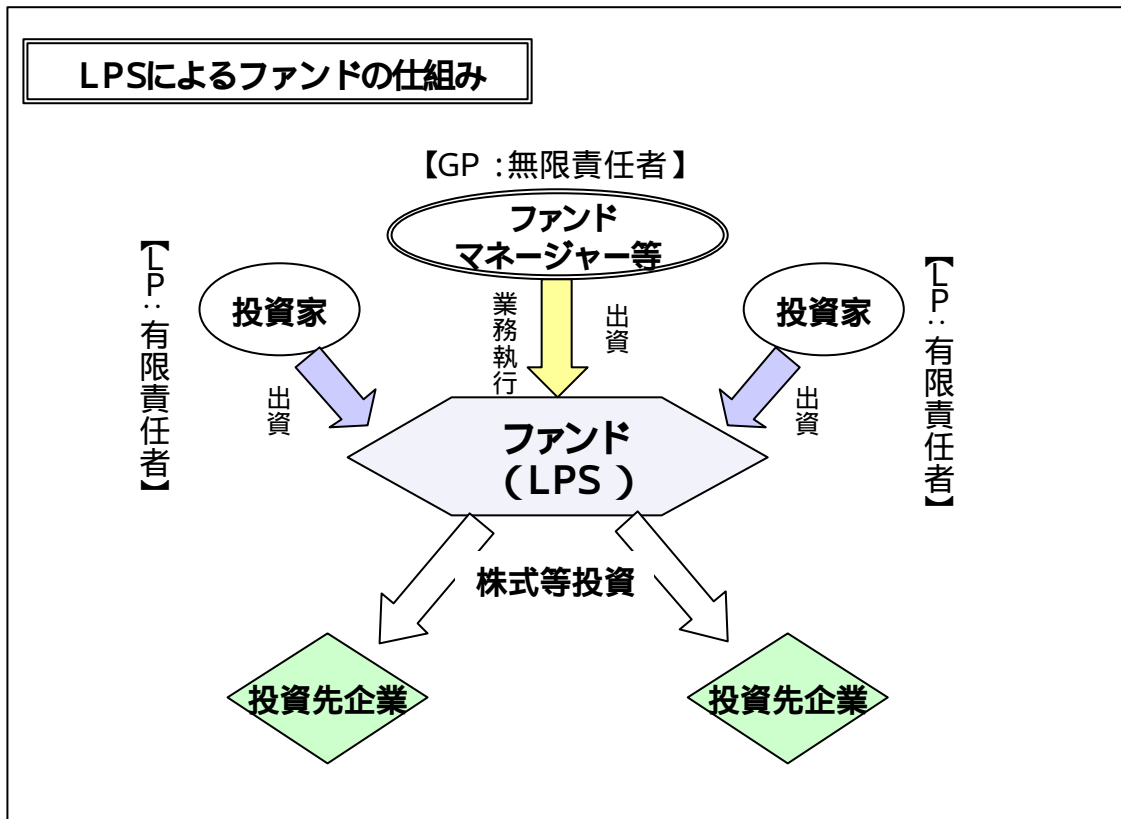 LPSによるファンドの仕組み
【GP:無限責任者】
ファンド
マネージャー等
【LP:有限責任者】
投資家
業務執行
出資
投資家
【LP:有限責任者】
出資
出資
ファンド
(LPS)
株式等投資
投資先企業
投資先企業